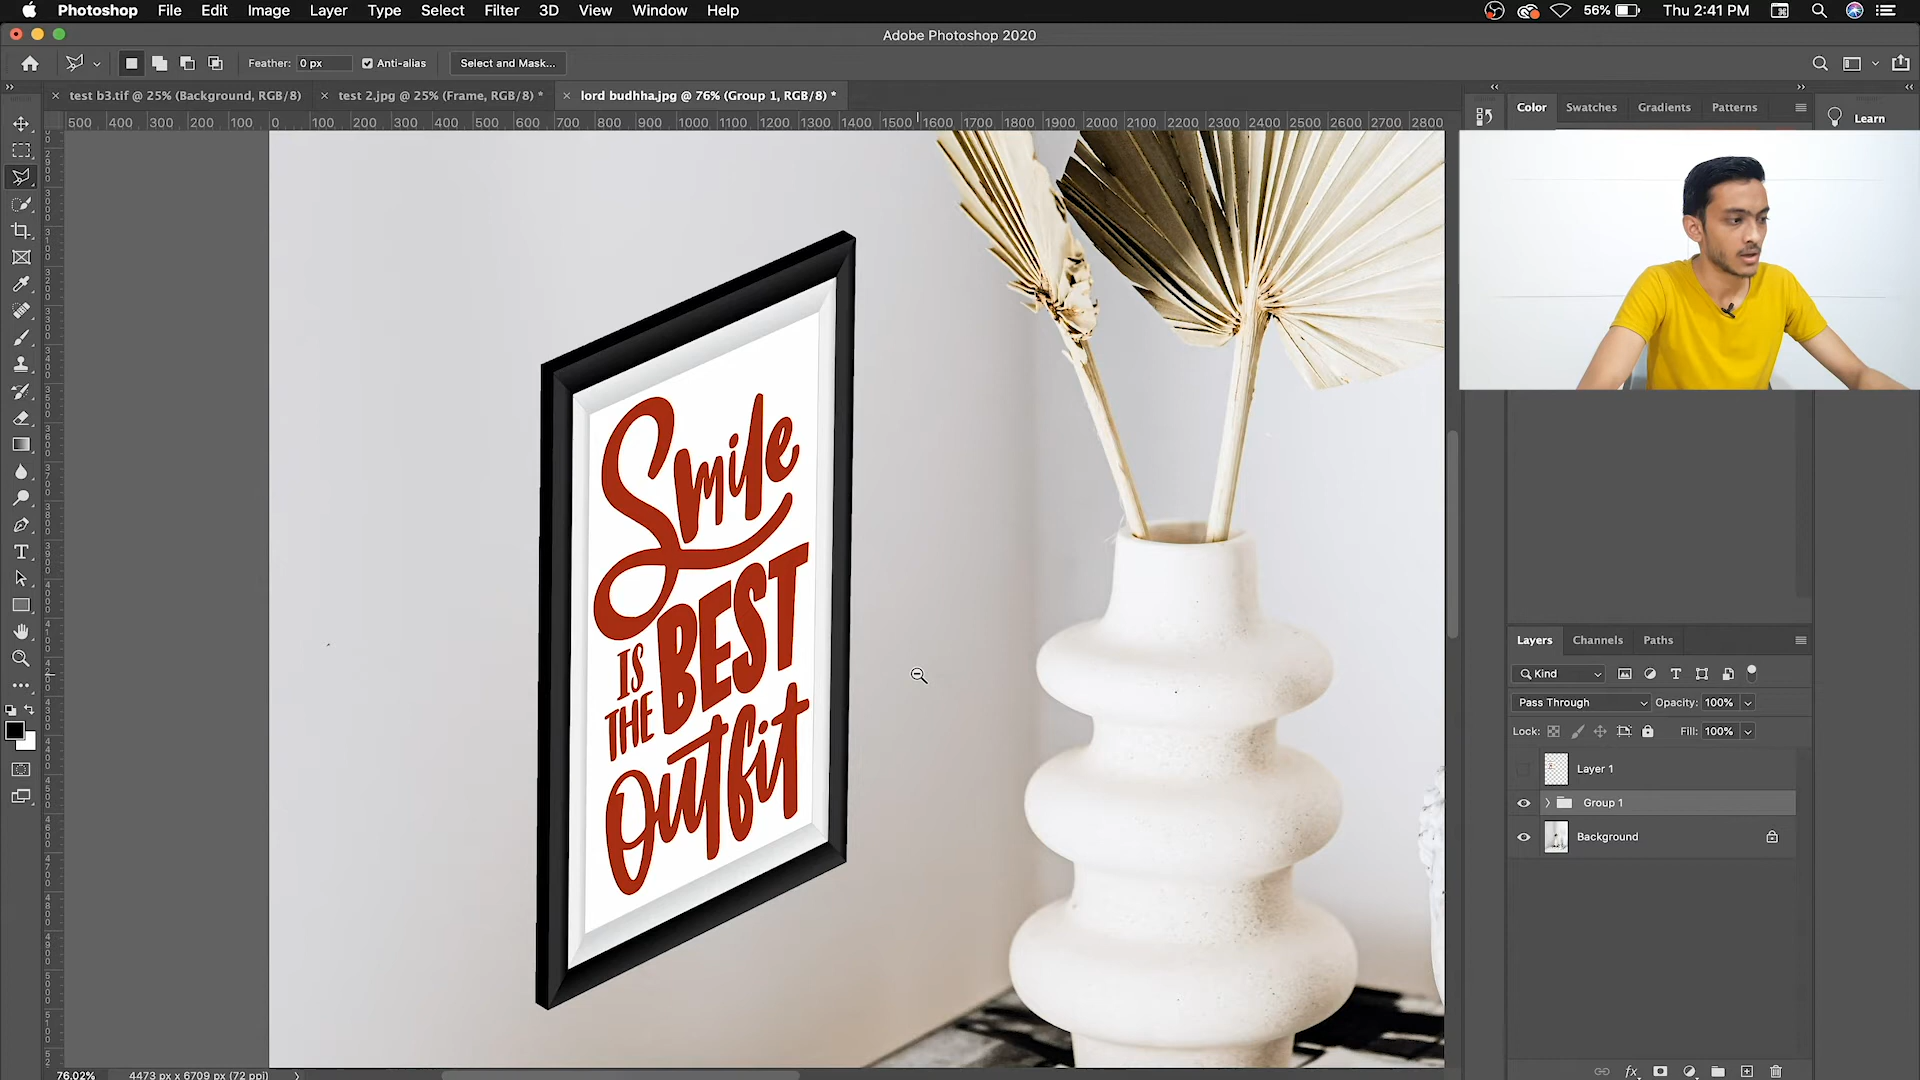 Photoshop File Edit Image Layer Type Select Filter 3D View Window Help 56% Thu 2:41 PM
Adobe Photoshop 2020
Feather: 0 px Anti-alias Select and Mask...
test b3.tif @ 25% (Background, RGB/8) test 2.jpg @ 25% (Frame, RGB/8) * lord budhha.jpg @ 76% (Group 1, RGB/8) *
500 400 300 200 100 0 100 200 300 400 500 600 700 800 900 1000 1100 1200 1300 1400 1500 1600 1700 1800 1900 2000 2100 2200 2300 2400 2500 2600 2700 2800
Color Swatches Gradients Patterns
Learn
Smile
IS
THE
BEST
Outfit
Layers Channels Paths
Kind
Pass Through Opacity: 100%
Lock: Fill: 100%
Layer 1
Group 1
Background
fx
76.02% 4473 px x 6709 px (72 ppi)